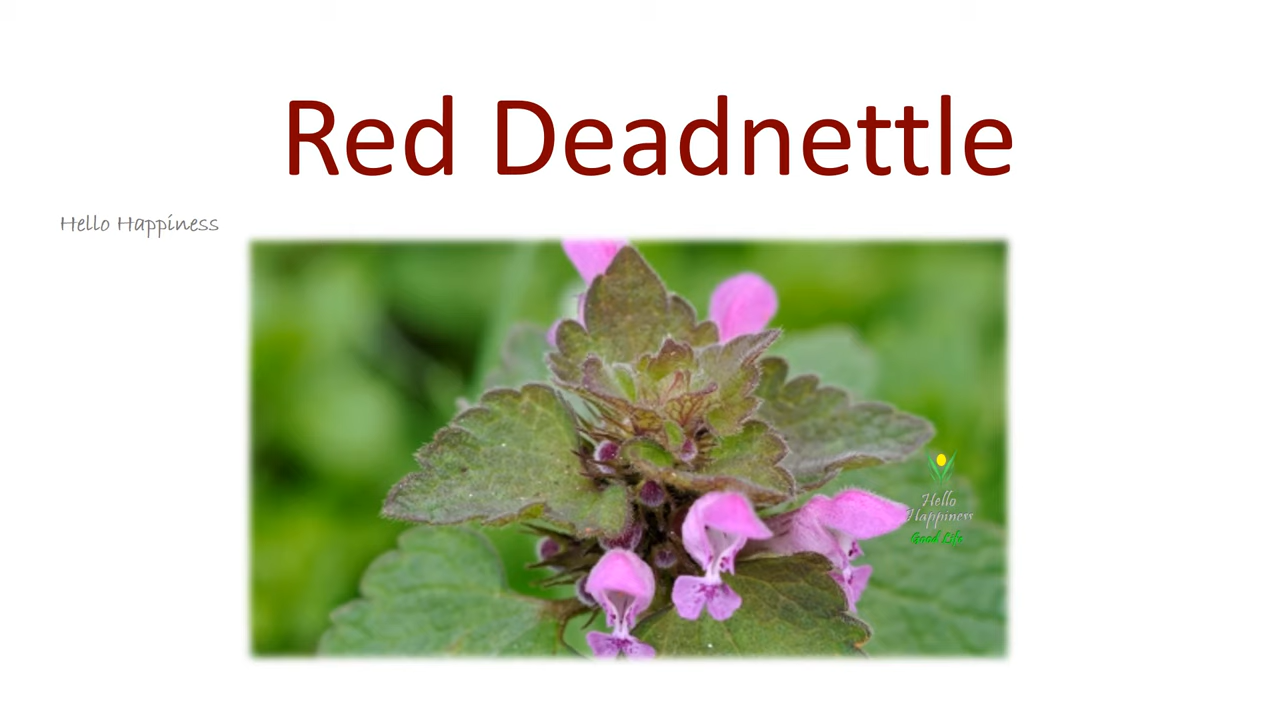 Red Deadnettle
Hello Happiness
Hello
Happiness
Good Life